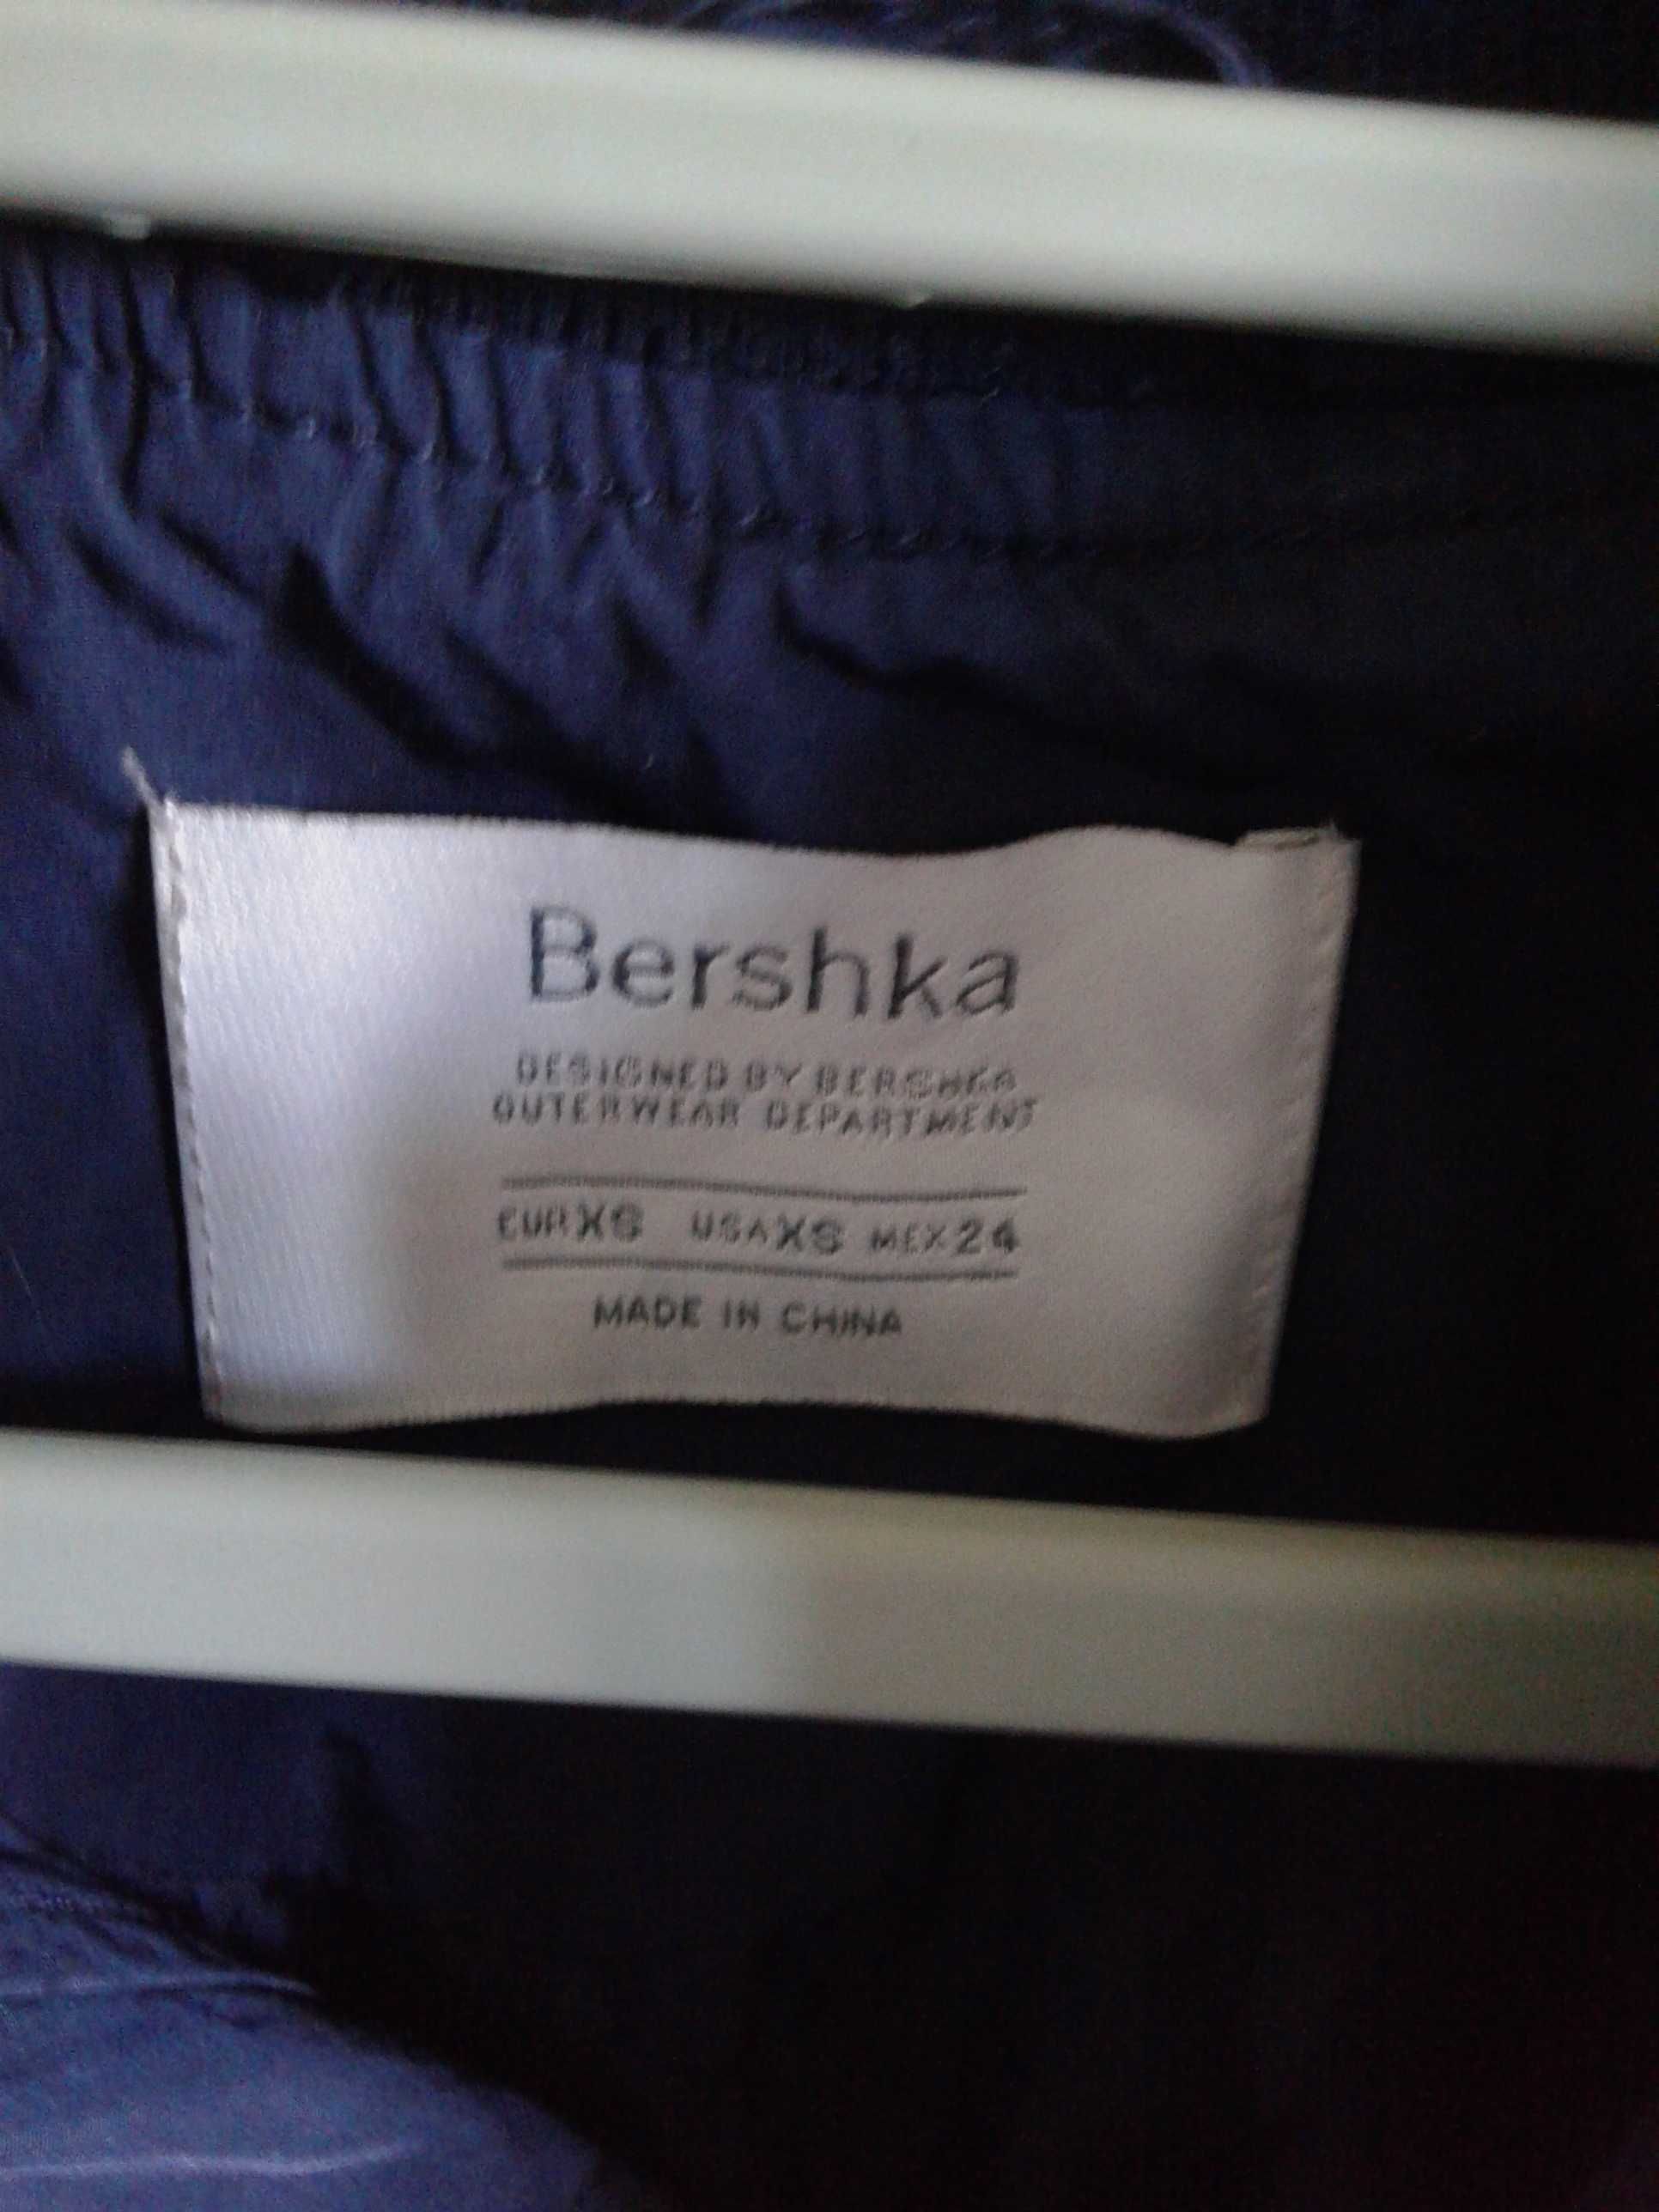 Bershka
DESIGNED BY BERSHKA
OUTERWEAR DEPARTMENT
EUR XS USA XS MEX 24
MADE IN CHINA